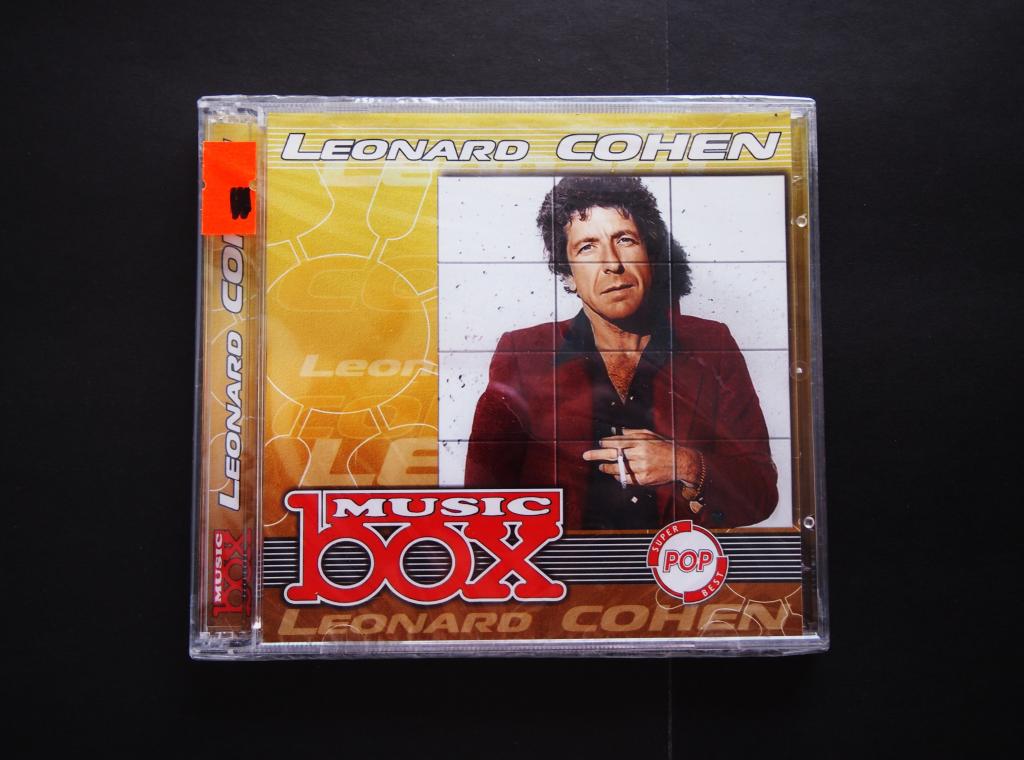 LEONARD COHEN
LEONARD CO
Leon
LE
MUSIC
box
SUPER
POP
BEST
MUSIC
box
LEONARD COHEN